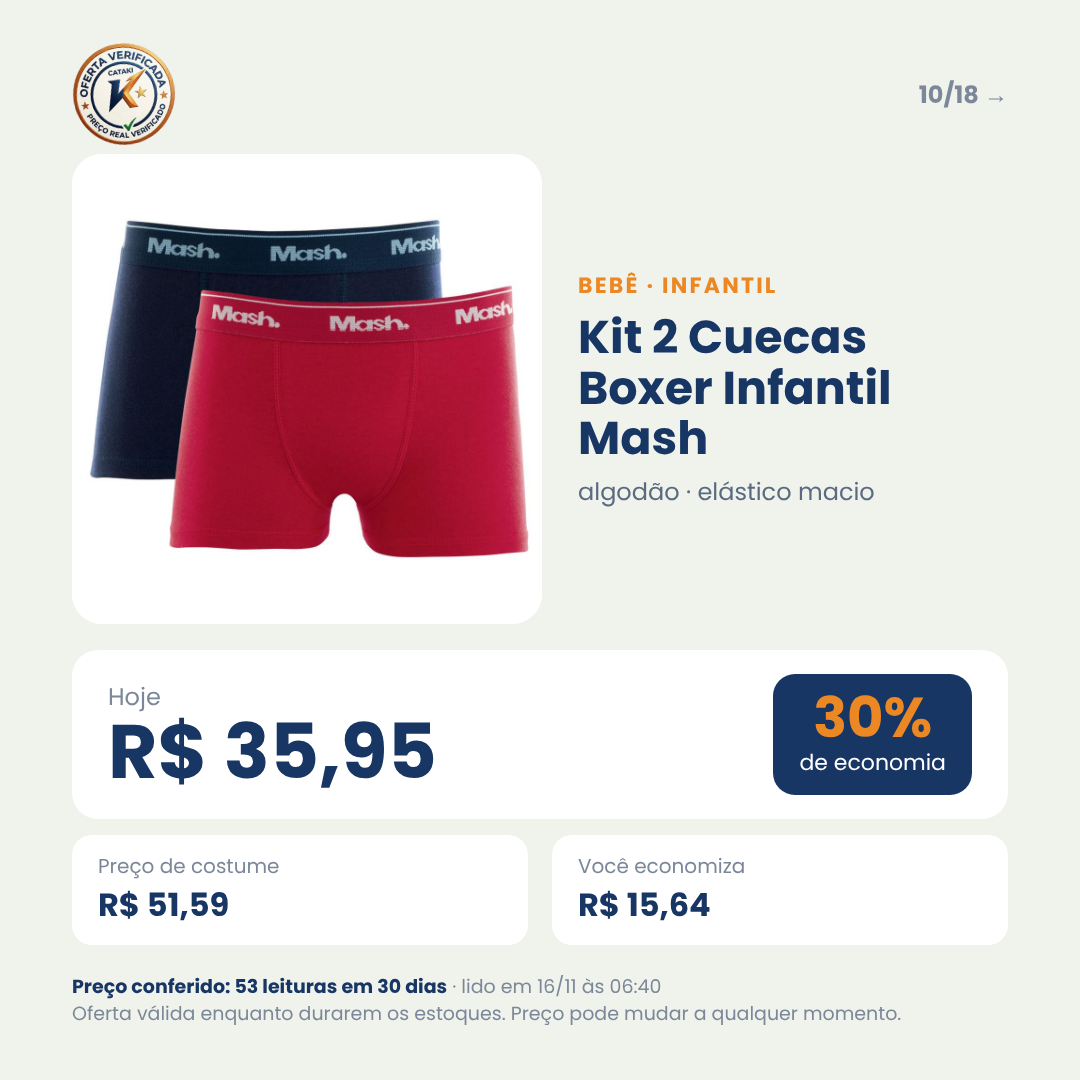 OFERTA VERIFICADA
CATAKI
K
PREÇO REAL VERIFICADO
10/18 →
Mash. Mash. Mash.
Mash. Mash. Mash.
BEBÊ · INFANTIL
Kit 2 Cuecas
Boxer Infantil
Mash
algodão · elástico macio
Hoje
R$ 35,95
30%
de economia
Preço de costume
R$ 51,59
Você economiza
R$ 15,64
Preço conferido: 53 leituras em 30 dias · lido em 16/11 às 06:40
Oferta válida enquanto durarem os estoques. Preço pode mudar a qualquer momento.